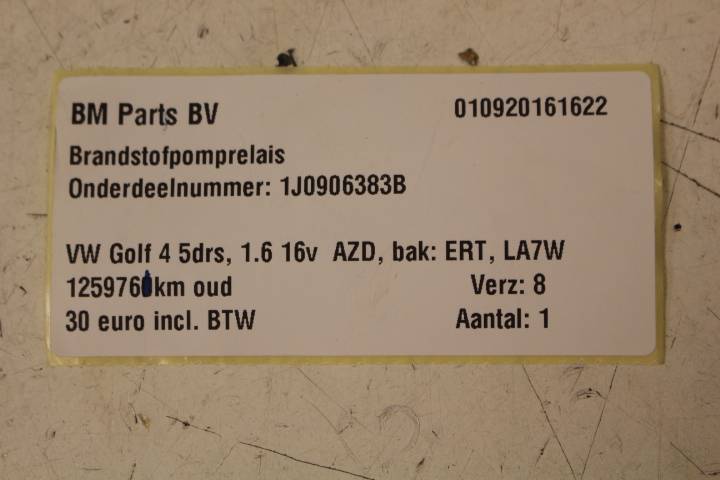 BM Parts BV 010920161622
Brandstofpomprelais
Onderdeelnummer: 1J0906383B
VW Golf 4 5drs, 1.6 16v AZD, bak: ERT, LA7W
km oud Verz: 8
30 euro incl. BTW Aantal: 1